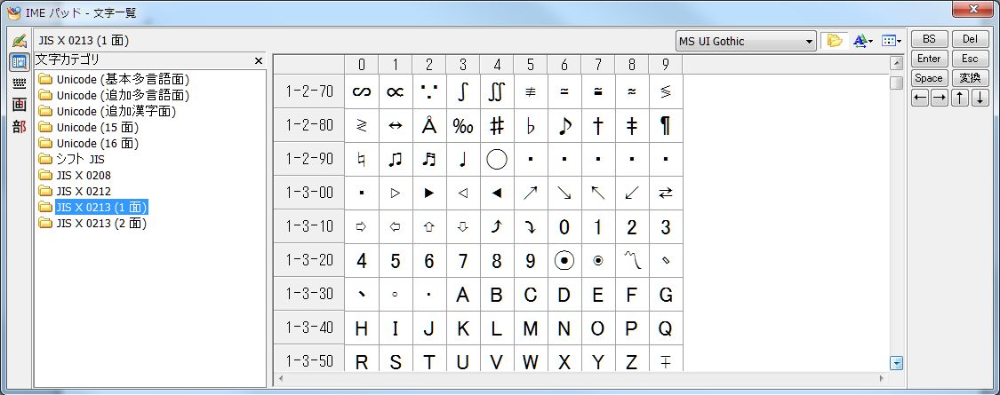 IME パッド - 文字一覧
JIS X 0213 (1 面)
MS UI Gothic
BS Del
文字カテゴリ
Enter Esc
Unicode (基本多言語面)
Space 変換
Unicode (追加多言語面)
← → ↑ ↓
Unicode (追加漢字面)
画
Unicode (15 面)
部
Unicode (16 面)
シフト JIS
JIS X 0208
JIS X 0212
JIS X 0213 (1 面)
JIS X 0213 (2 面)
0 1 2 3 4 5 6 7 8 9
1-2-70 ∽ ∝ ∵ ∫ ∬ ≢ ≃ ≅ ≈ ≶
1-2-80 ≷ ↔ Å ‰ ♯ ♭ ♪ † ‡ ¶
1-2-90 ♮ ♫ ♬ ♩ ◯ ・ ・ ・ ・ ・
1-3-00 ・ ▷ ▶ ◁ ◀ ↗ ↘ ↖ ↙ ⇄
1-3-10 ⇨ ⇦ ⇧ ⇩ ⤴ ⤵ 0 1 2 3
1-3-20 4 5 6 7 8 9 ◉ 〽
1-3-30 A B C D E F G
1-3-40 H I J K L M N O P Q
1-3-50 R S T U V W X Y Z ∓